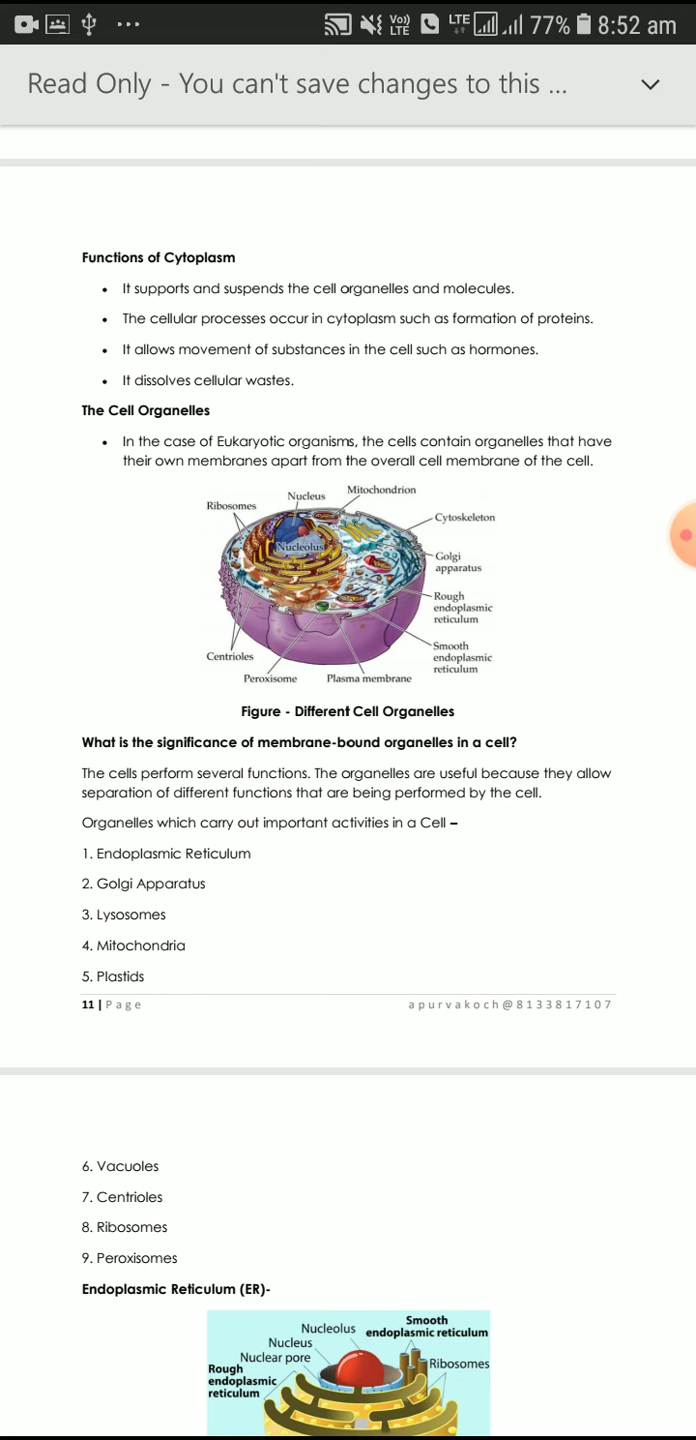 Vo))
LTE
LTE
77%
8:52 am
Read Only - You can't save changes to this ...
Functions of Cytoplasm
• It supports and suspends the cell organelles and molecules.
• The cellular processes occur in cytoplasm such as formation of proteins.
• It allows movement of substances in the cell such as hormones.
• It dissolves cellular wastes.
The Cell Organelles
• In the case of Eukaryotic organisms, the cells contain organelles that have
their own membranes apart from the overall cell membrane of the cell.
Ribosomes
Nucleus
Mitochondrion
Cytoskeleton
Nucleolus
Golgi
apparatus
Rough
endoplasmic
reticulum
Smooth
endoplasmic
reticulum
Centrioles
Peroxisome
Plasma membrane
Figure - Different Cell Organelles
What is the significance of membrane-bound organelles in a cell?
The cells perform several functions. The organelles are useful because they allow
separation of different functions that are being performed by the cell.
Organelles which carry out important activities in a Cell –
1. Endoplasmic Reticulum
2. Golgi Apparatus
3. Lysosomes
4. Mitochondria
5. Plastids
11 | Page
apurvakoch@8133817107
6. Vacuoles
7. Centrioles
8. Ribosomes
9. Peroxisomes
Endoplasmic Reticulum (ER)-
Smooth
endoplasmic reticulum
Nucleolus
Nucleus
Nuclear pore
Ribosomes
Rough
endoplasmic
reticulum